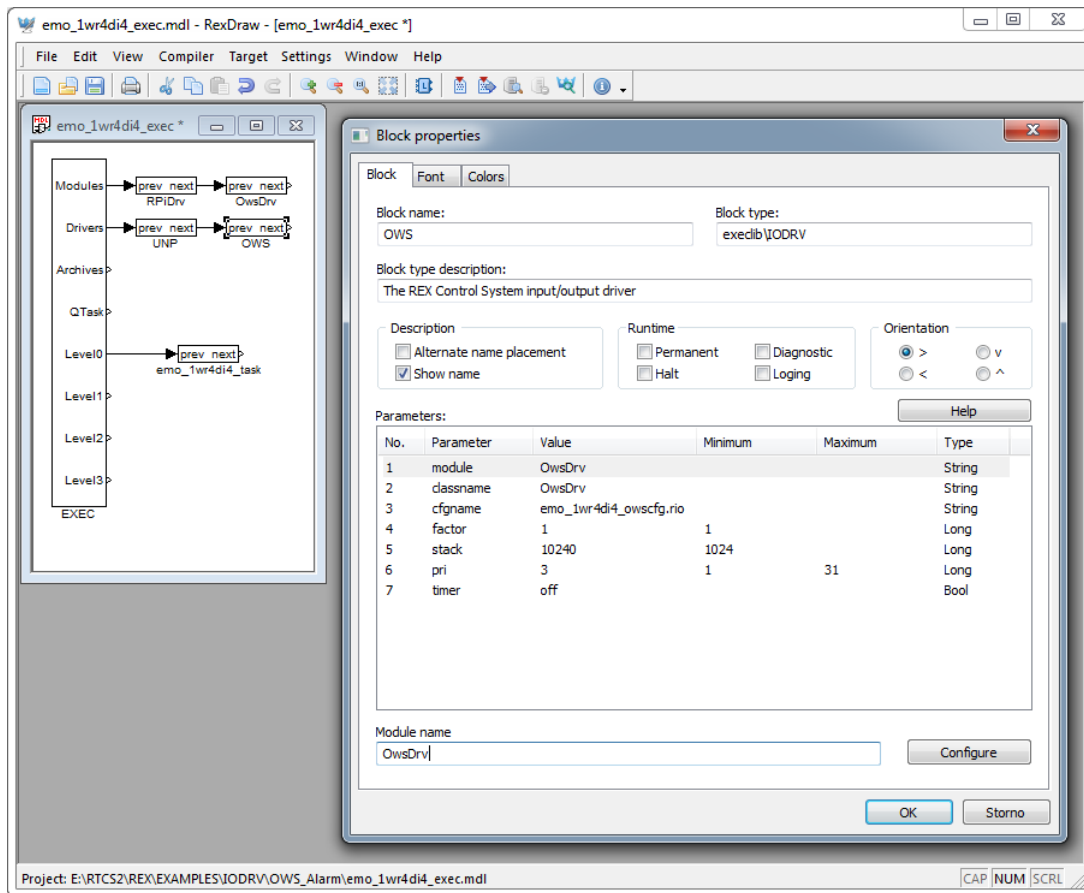 emo_1wr4di4_exec.mdl - RexDraw - [emo_1wr4di4_exec *]
File Edit View Compiler Target Settings Window Help
emo_1wr4di4_exec *
Modules prev next prev next
RPiDrv OwsDrv
Drivers prev next prev next
UNP OWS
Archives
QTask
Level0 prev next
emo_1wr4di4_task
Level1
Level2
Level3
EXEC
Block properties
Block Font Colors
Block name: Block type:
OWS execlib\IODRV
Block type description:
The REX Control System input/output driver
Description Runtime Orientation
Alternate name placement Permanent Diagnostic > v
Show name Halt Loging < ^
Parameters: Help
No. Parameter Value Minimum Maximum Type
1 module OwsDrv String
2 classname OwsDrv String
3 cfgname emo_1wr4di4_owscfg.rio String
4 factor 1 1 Long
5 stack 10240 1024 Long
6 pri 3 1 31 Long
7 timer off Bool
Module name
OwsDrv Configure
OK Storno
Project: E:\RTCS2\REX\EXAMPLES\IODRV\OWS_Alarm\emo_1wr4di4_exec.mdl CAP NUM SCRL